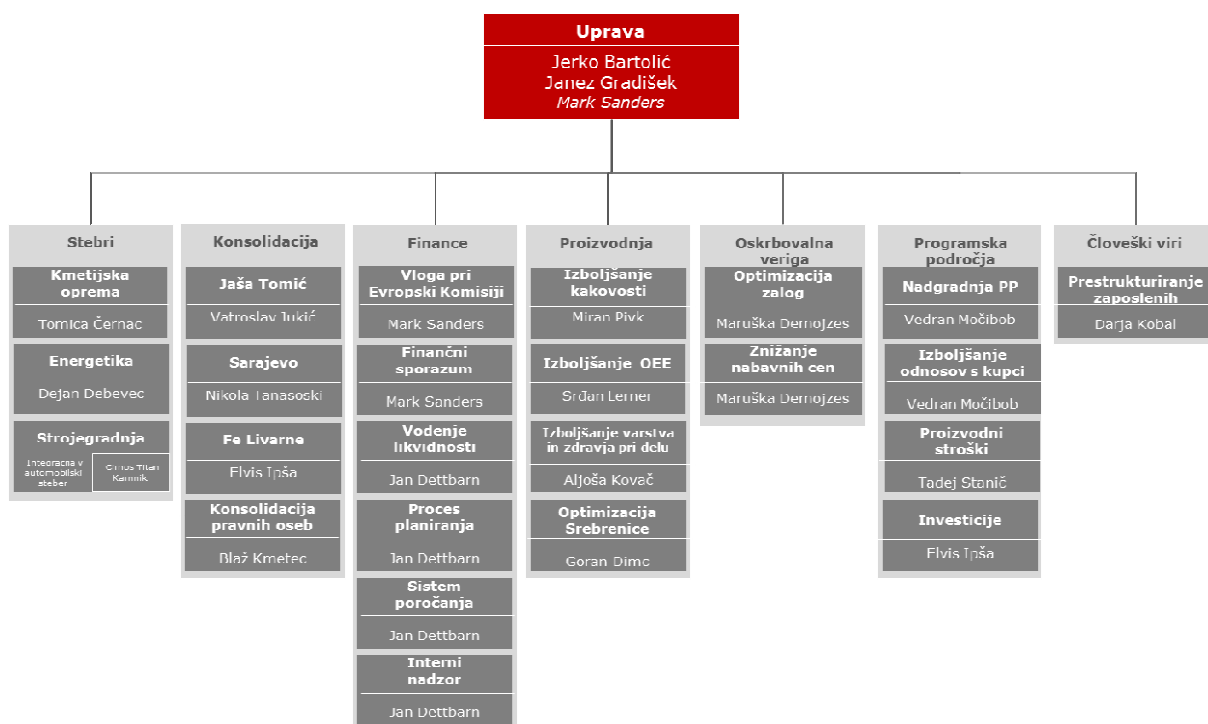 Uprava
Jerko Bartolić
Janez Gradišek
Mark Sanders
Stebri
Kmetijska
oprema
Tomica Černac
Energetika
Dejan Debevec
Strojegradnja
Integracija v
automobilski
steber
Cimos Titan
Kamnik
Konsolidacija
Jaša Tomić
Vatroslav Jukić
Sarajevo
Nikola Tanasoski
Fe Livarne
Elvis Ipša
Konsolidacija
pravnih oseb
Blaž Kmetec
Finance
Vloga pri
Evropski Komisiji
Mark Sanders
Finančni
sporazum
Mark Sanders
Vodenje
likvidnosti
Jan Dettbarn
Proces
planiranja
Jan Dettbarn
Sistem
poročanja
Jan Dettbarn
Interni
nadzor
Jan Dettbarn
Proizvodnja
Izboljšanje
kakovosti
Miran Pivk
Izboljšanje OEE
Srđan Lerner
Izboljšanje varstva
in zdravja pri delu
Aljoša Kovač
Optimizacija
Srebrenice
Goran Dimc
Oskrbovalna
veriga
Optimizacija
zalog
Maruška Demojzes
Znižanje
nabavnih cen
Maruška Demojzes
Programska
področja
Nadgradnja PP
Vedran Močibob
Izboljšanje
odnosov s kupci
Vedran Močibob
Proizvodni
stroški
Tadej Stanič
Investicije
Elvis Ipša
Človeški viri
Prestrukturiranje
zaposlenih
Darja Kobal